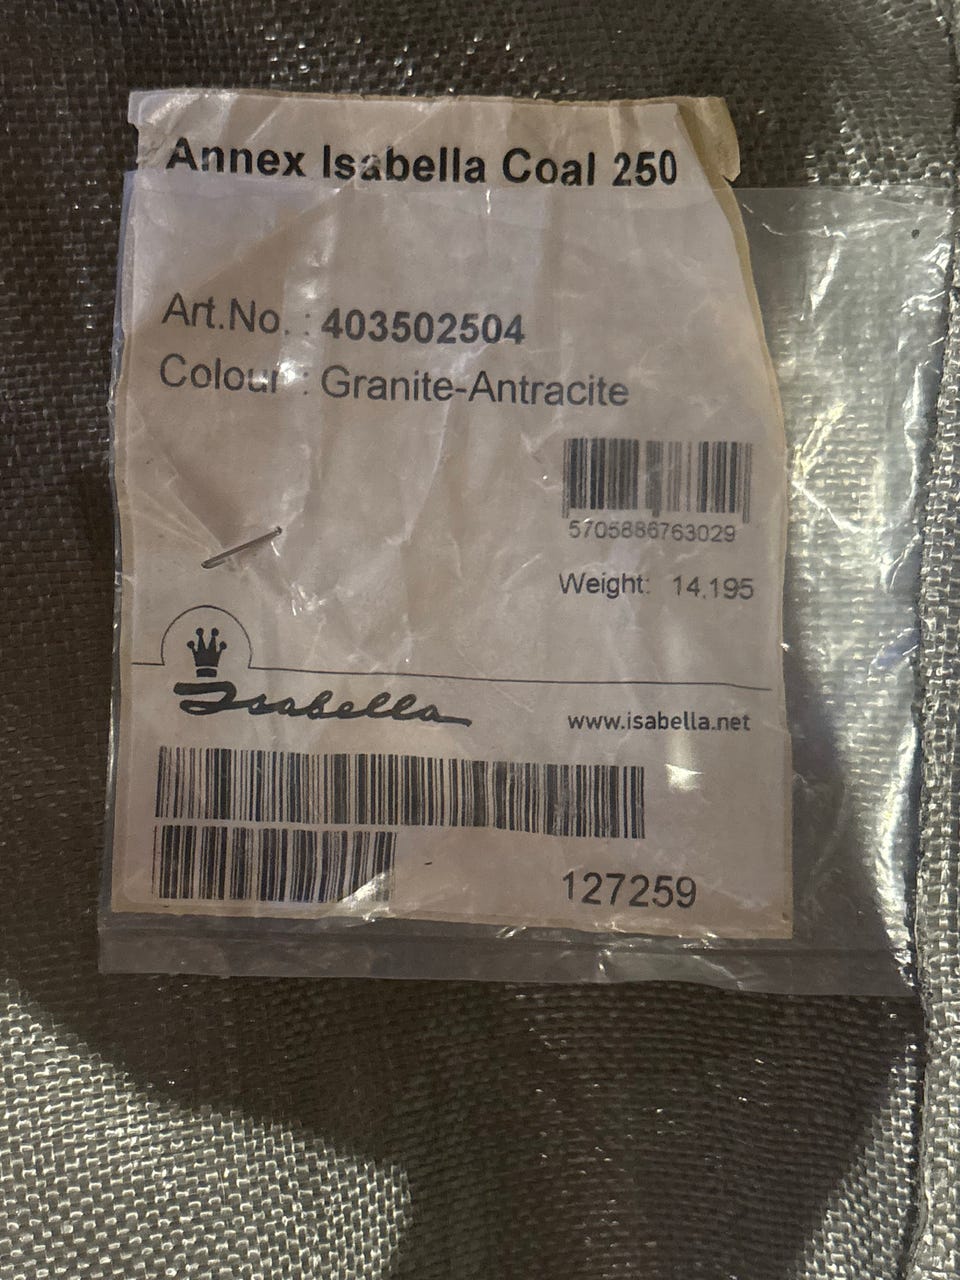 Annex Isabella Coal 250
Art.No. : 403502504
Colour : Granite-Antracite
5705886763029
Weight: 14.195
Isabella
www.isabella.net
127259